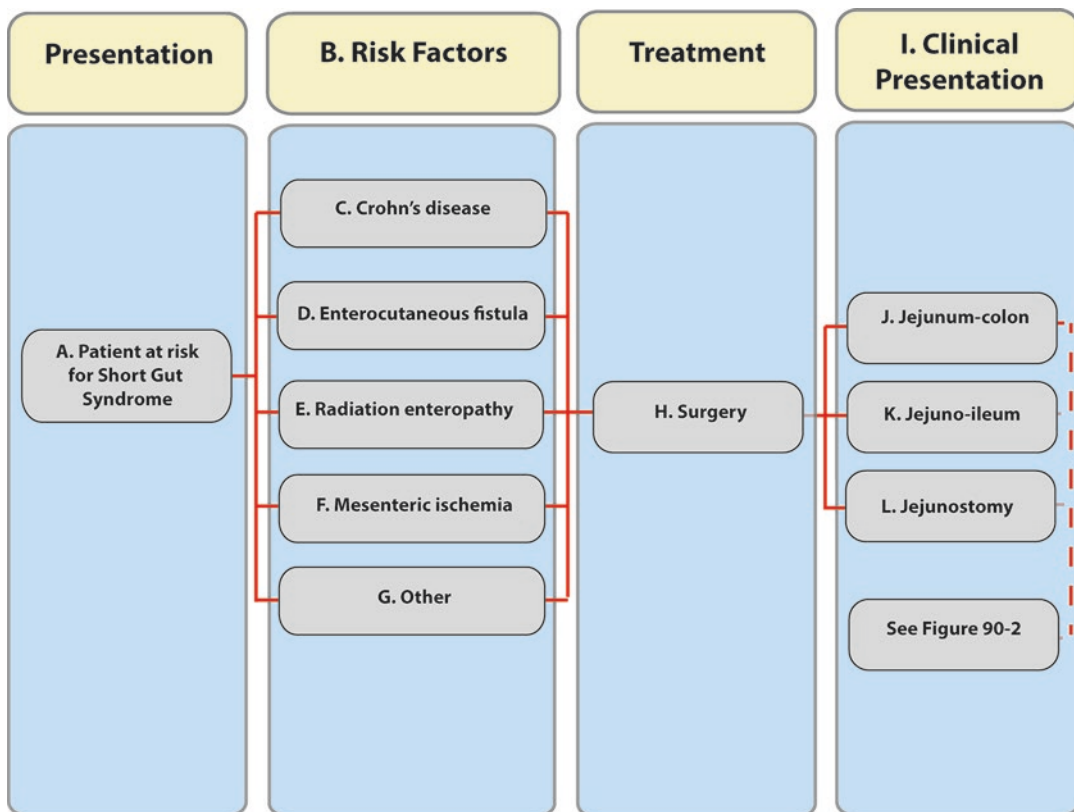 Presentation
B. Risk Factors
Treatment
I. Clinical
Presentation
A. Patient at risk
for Short Gut
Syndrome
C. Crohn’s disease
D. Enterocutaneous fistula
E. Radiation enteropathy
F. Mesenteric ischemia
G. Other
H. Surgery
J. Jejunum-colon
K. Jejuno-ileum
L. Jejunostomy
See Figure 90-2